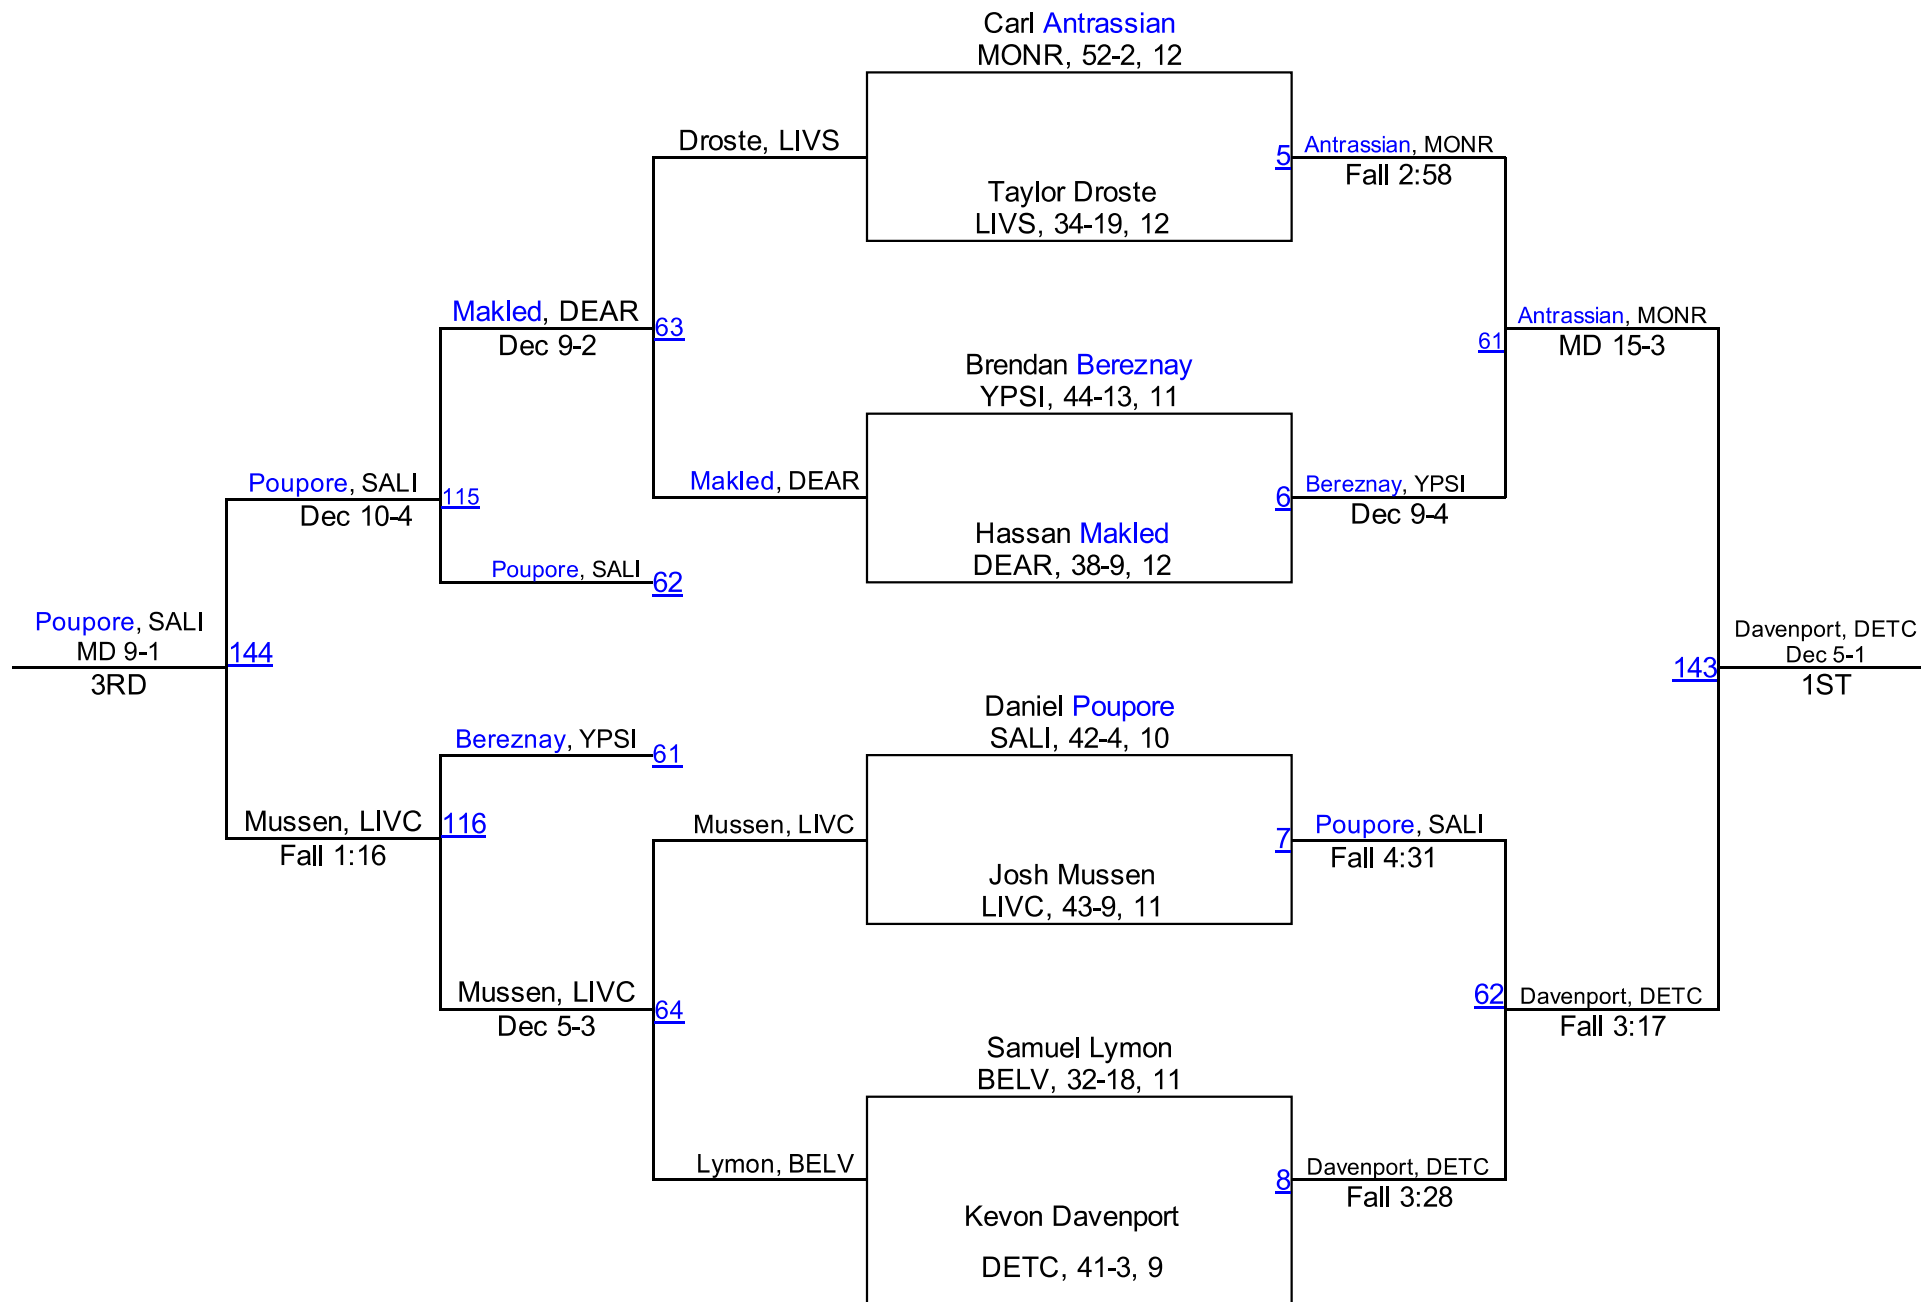 Carl Antrassian
MONR, 52-2, 12
Droste, LIVS
5
Antrassian, MONR
Fall 2:58
Taylor Droste
LIVS, 34-19, 12
Makled, DEAR
Dec 9-2
63
Antrassian, MONR
MD 15-3
61
Brendan Bereznay
YPSI, 44-13, 11
Poupore, SALI
Dec 10-4
115
Makled, DEAR
6
Bereznay, YPSI
Dec 9-4
Hassan Makled
DEAR, 38-9, 12
Poupore, SALI
62
Poupore, SALI
MD 9-1
3RD
144
143
Davenport, DETC
Dec 5-1
1ST
Daniel Poupore
SALI, 42-4, 10
Bereznay, YPSI
61
Mussen, LIVC
Fall 1:16
116
Mussen, LIVC
7
Poupore, SALI
Fall 4:31
Josh Mussen
LIVC, 43-9, 11
Mussen, LIVC
Dec 5-3
64
62
Davenport, DETC
Fall 3:17
Samuel Lymon
BELV, 32-18, 11
Lymon, BELV
8
Davenport, DETC
Fall 3:28
Kevon Davenport
DETC, 41-3, 9